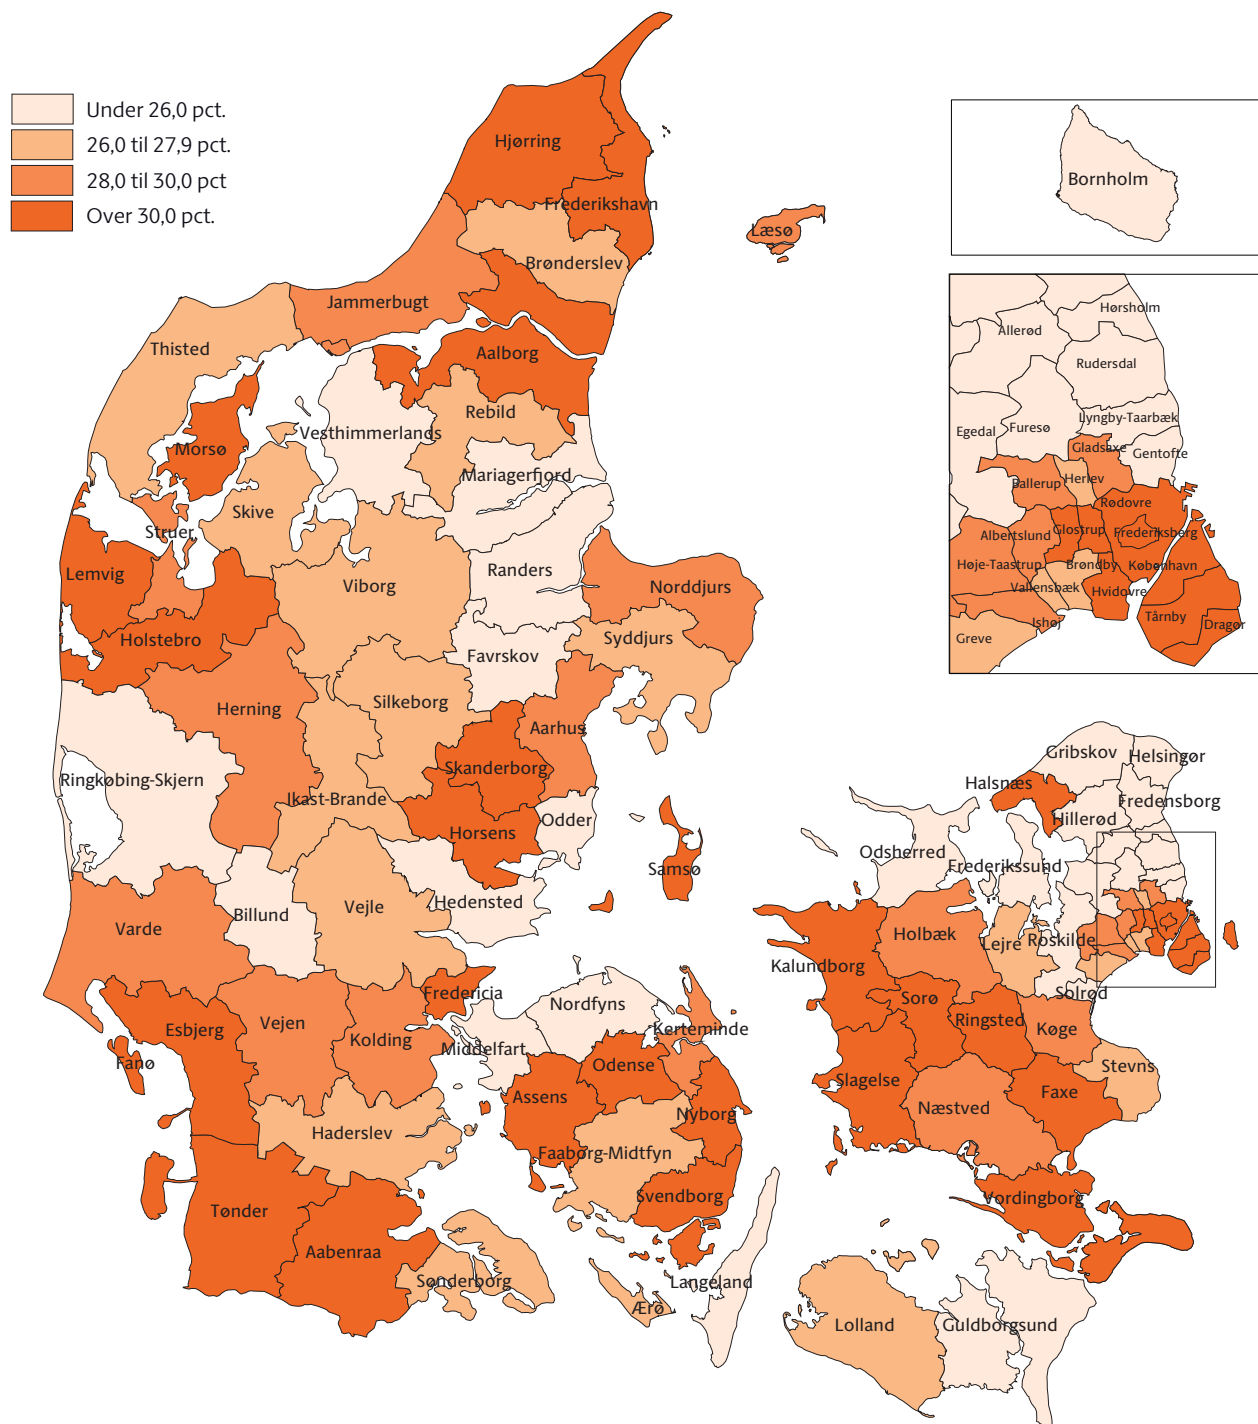 Under 26,0 pct.
26,0 til 27,9 pct.
28,0 til 30,0 pct
Over 30,0 pct.
Hjørring
Frederikshavn
Læsø
Brønderslev
Jammerbugt
Thisted
Aalborg
Rebild
Vesthimmerlands
Morsø
Mariagerfjord
Skive
Struer
Lemvig
Viborg
Randers
Norddjurs
Holstebro
Syddjurs
Favrskov
Silkeborg
Herning
Aarhus
Skanderborg
Ringkøbing-Skjern
Ikast-Brande
Horsens
Odder
Samsø
Hedensted
Vejle
Billund
Varde
Fredericia
Esbjerg
Vejen
Kolding
Fanø
Haderslev
Tønder
Aabenraa
Sønderborg
Nordfyns
Middelfart
Kerteminde
Odense
Assens
Nyborg
Faaborg-Midtfyn
Svendborg
Langeland
Ærø
Bornholm
Hørsholm
Allerød
Rudersdal
Lyngby-Taarbæk
Egedal
Furesø
Gladsaxe
Gentofte
Ballerup
Herlev
Rødovre
Albertslund
Glostrup
Frederiksberg
Høje-Taastrup
Brøndby
København
Vallensbæk
Hvidovre
Ishøj
Tårnby
Dragør
Greve
Gribskov
Helsingør
Halsnæs
Fredensborg
Hillerød
Odsherred
Frederikssund
Holbæk
Lejre
Roskilde
Kalundborg
Solrød
Sorø
Ringsted
Køge
Stevns
Slagelse
Faxe
Næstved
Vordingborg
Lolland
Guldborgsund